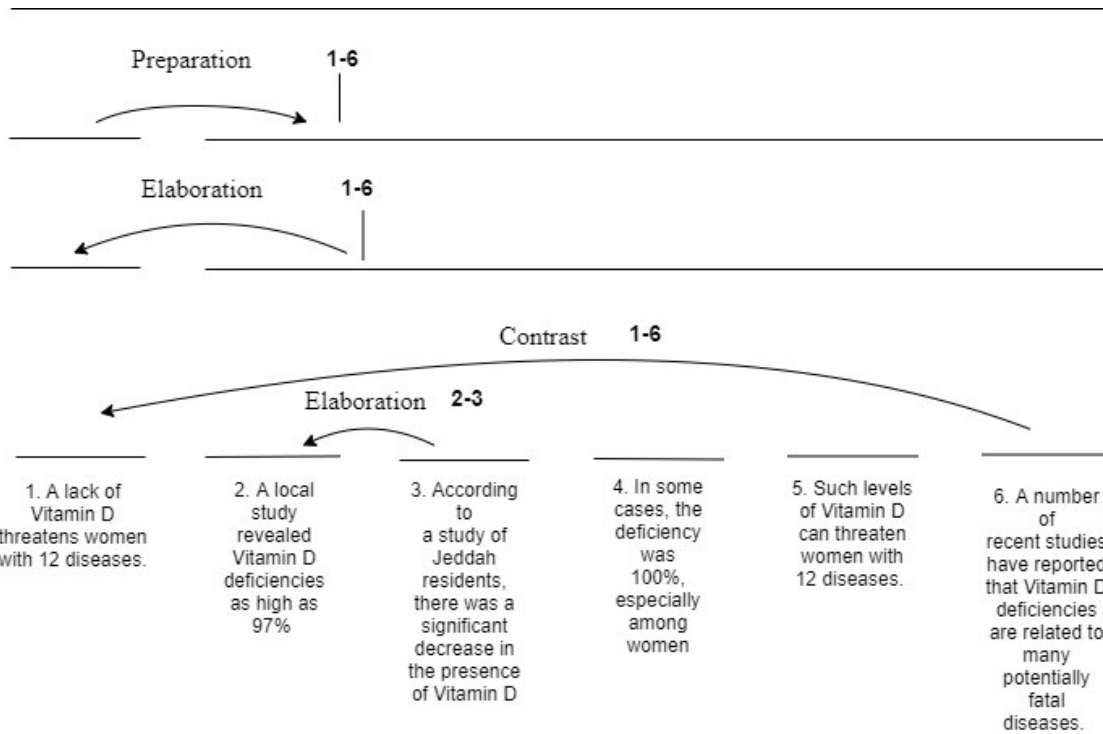 Preparation 1-6
Elaboration 1-6
Contrast 1-6
Elaboration 2-3
1. A lack of
Vitamin D
threatens women
with 12 diseases.
2. A local
study
revealed
Vitamin D
deficiencies
as high as
97%
3. According
to
a study of
Jeddah
residents,
there was a
significant
decrease in
the presence
of Vitamin D
4. In some
cases, the
deficiency
was
100%,
especially
among
women
5. Such levels
of Vitamin D
can threaten
women with
12 diseases.
6. A number
of
recent studies
have reported
that Vitamin D
deficiencies
are related to
many
potentially
fatal
diseases.